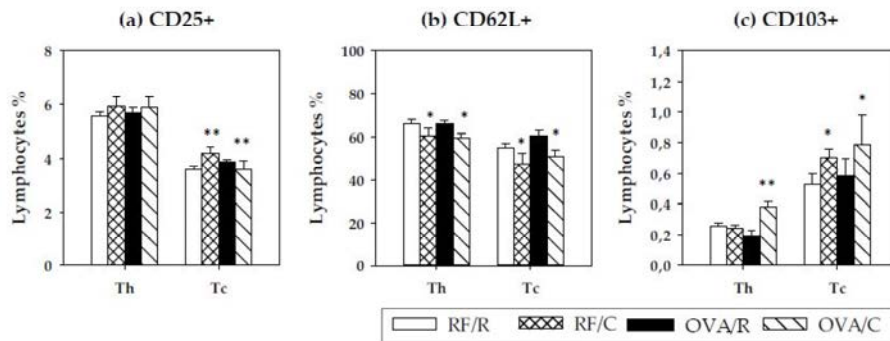 (a) CD25+
(b) CD62L+
(c) CD103+
Lymphocytes %
8
6
4
2
0
** **
Th Tc
Lymphocytes %
100
80
60
40
20
0
* * * *
Th Tc
Lymphocytes %
1,4
1,2
1,0
0,8
0,6
0,4
0,2
0,0
** * *
Th Tc
RF/R RF/C OVA/R OVA/C